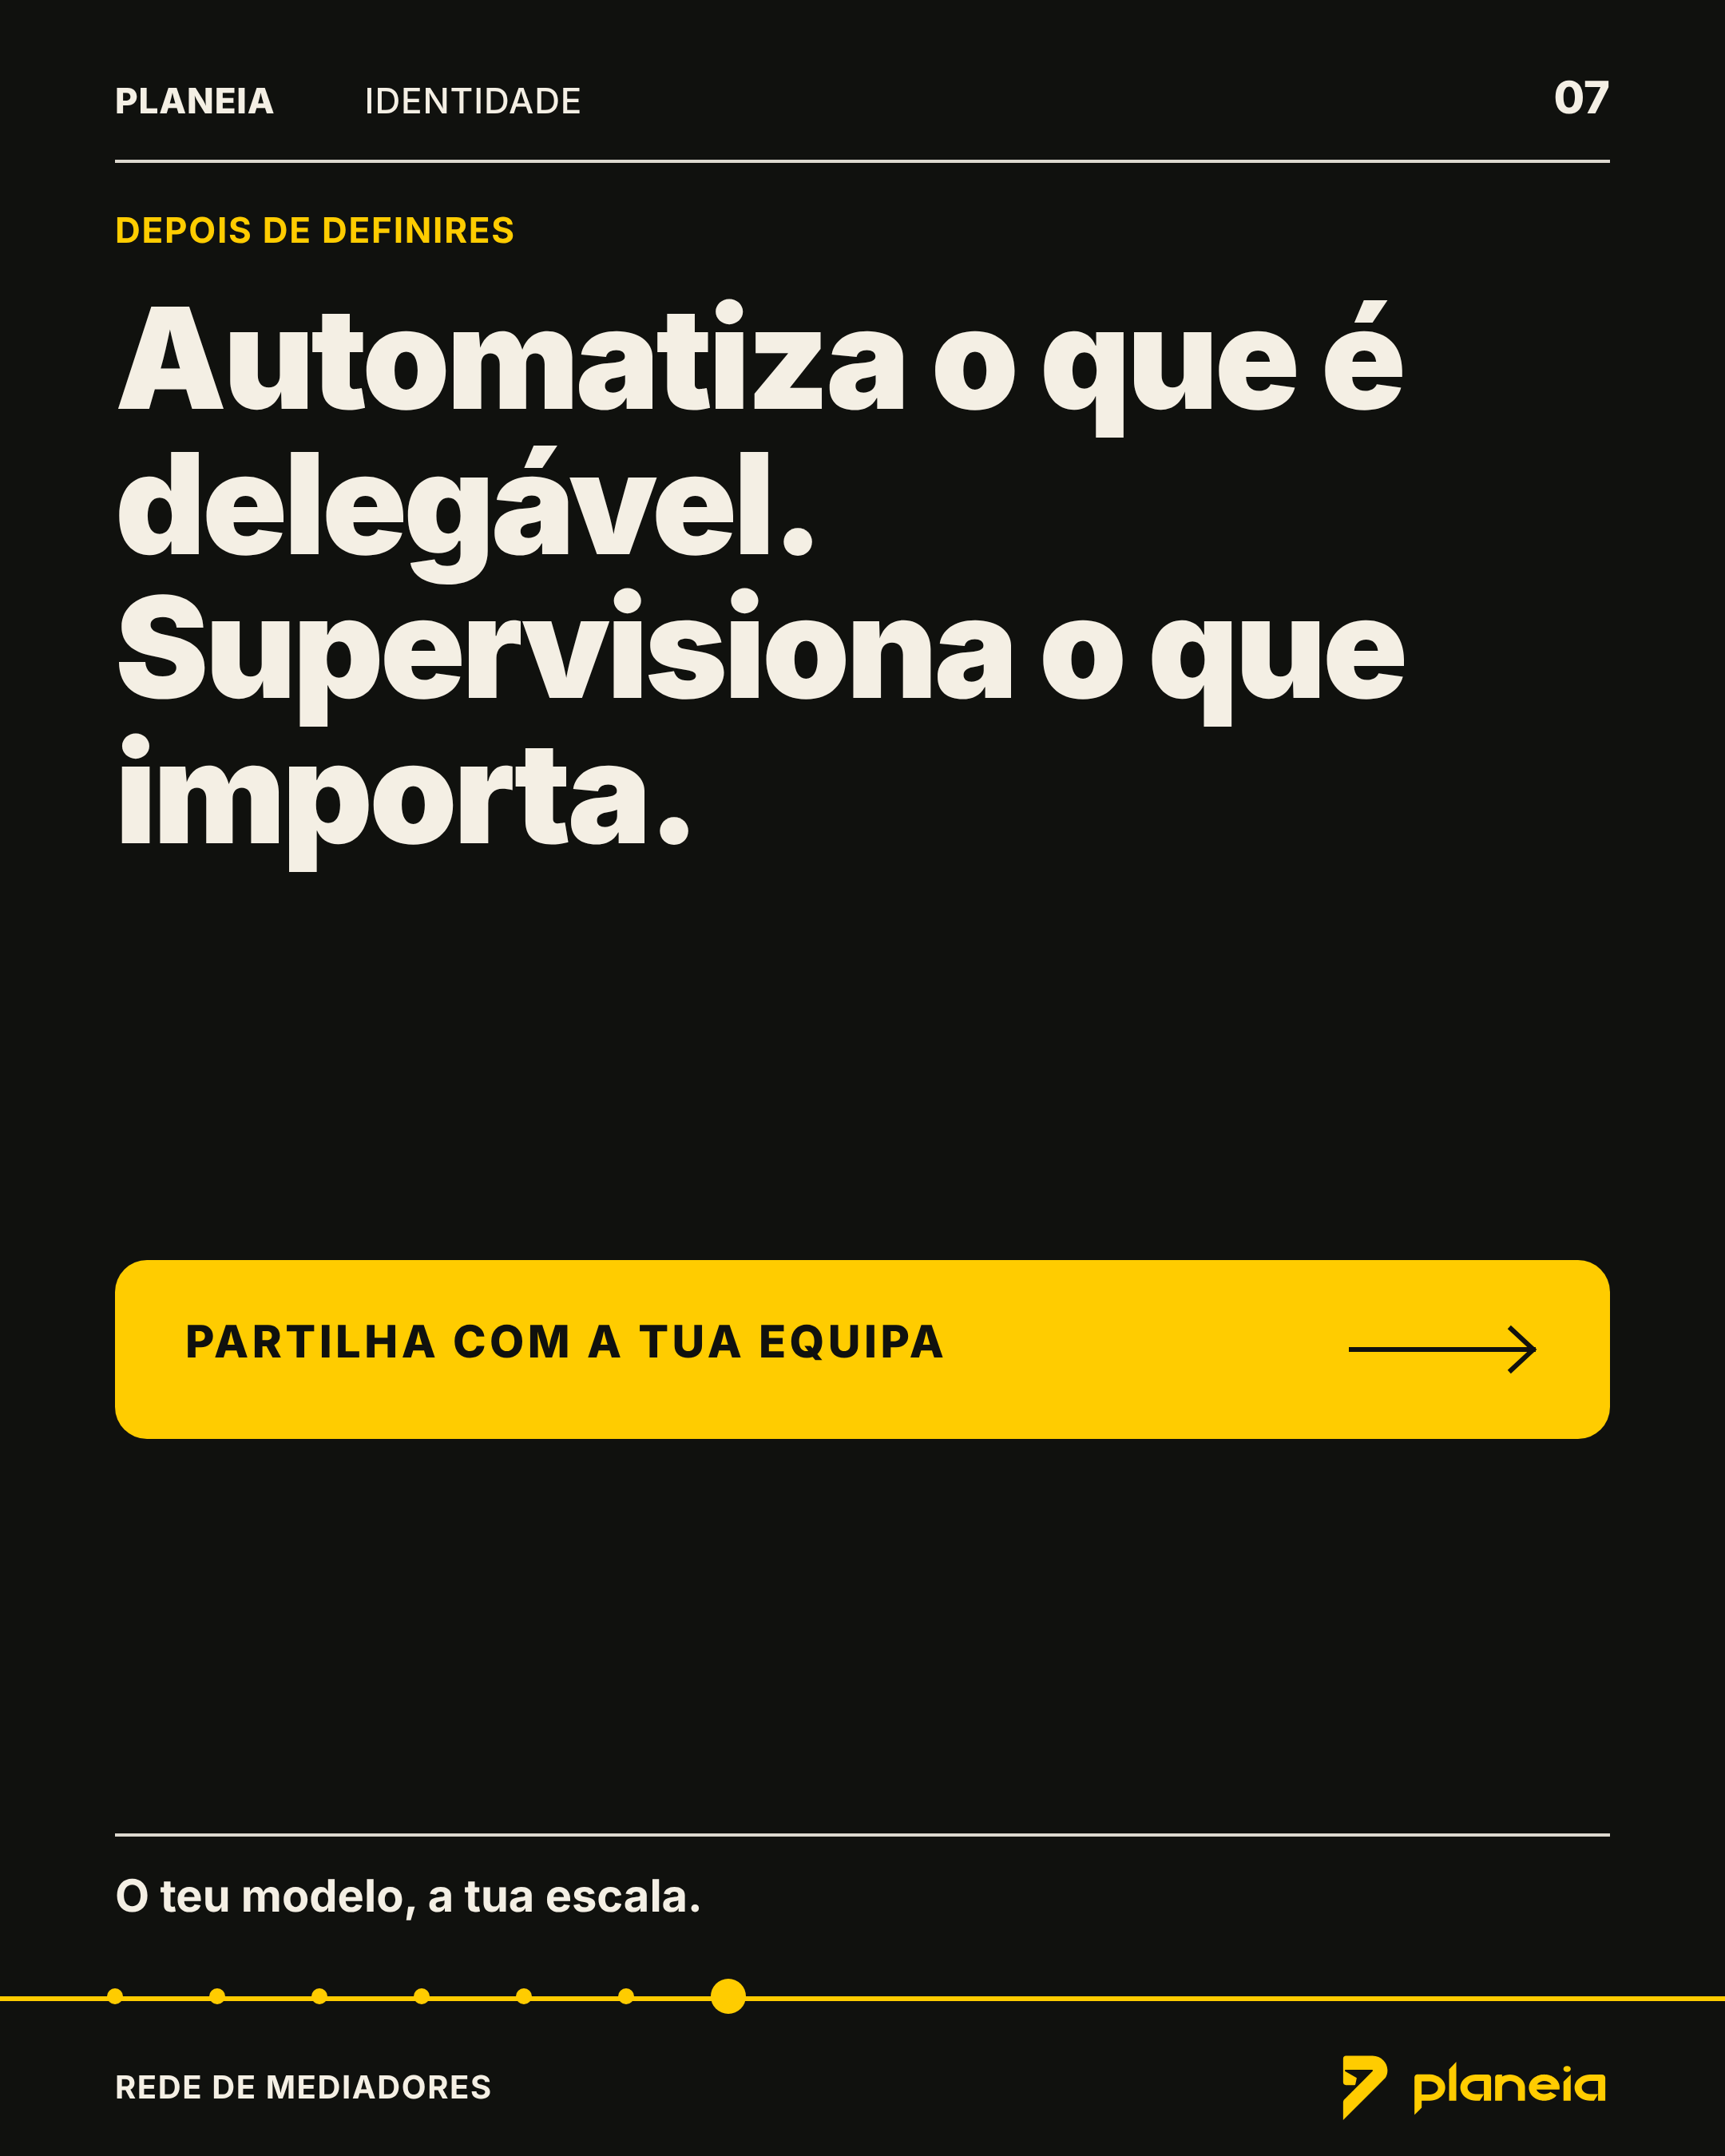 PLANEIA IDENTIDADE 07
DEPOIS DE DEFINIRES
Automatiza o que é
delegável.
Supervisiona o que
importa.
PARTILHA COM A TUA EQUIPA
O teu modelo, a tua escala.
REDE DE MEDIADORES
planeia